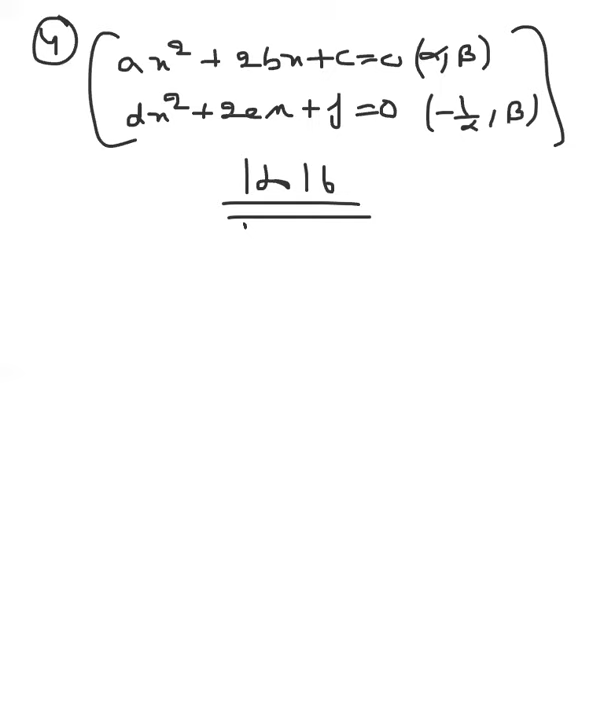 ④ ax² + 2bx + c = 0 (α, β)
dx² + 2ex + f = 0 (-1/α, β)